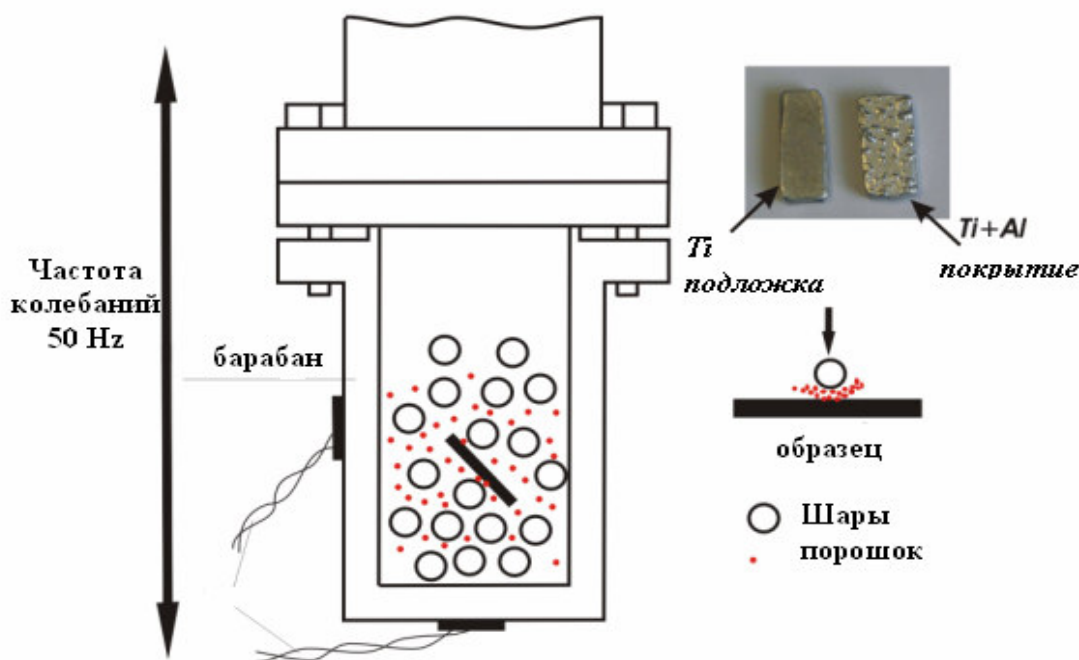 Частота
колебаний
50 Hz
барабан
Ti
подложка
Ti+Al
покрытие
образец
Шары
порошок